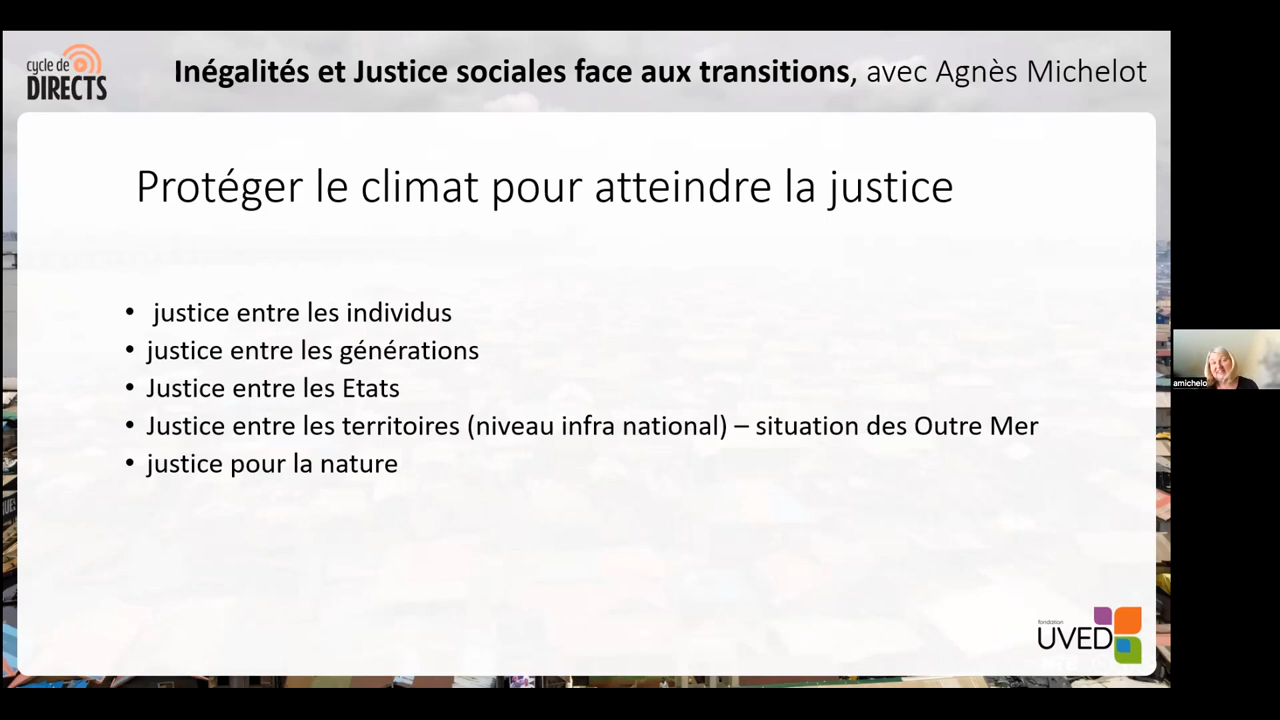 cycle de
DIRECTS
Inégalités et Justice sociales face aux transitions, avec Agnès Michelot
Protéger le climat pour atteindre la justice
• justice entre les individus
• justice entre les générations
• Justice entre les Etats
• Justice entre les territoires (niveau infra national) – situation des Outre Mer
• justice pour la nature
amichelo
fondation
UVED